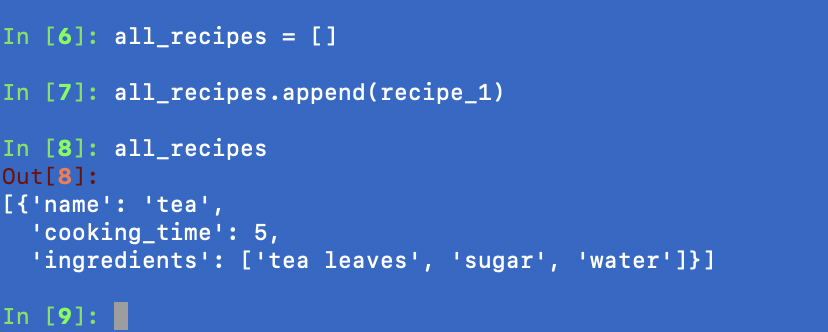 In [6]: all_recipes = []
In [7]: all_recipes.append(recipe_1)
In [8]: all_recipes
Out[8]:
[{'name': 'tea',
  'cooking_time': 5,
  'ingredients': ['tea leaves', 'sugar', 'water']}]
In [9]: